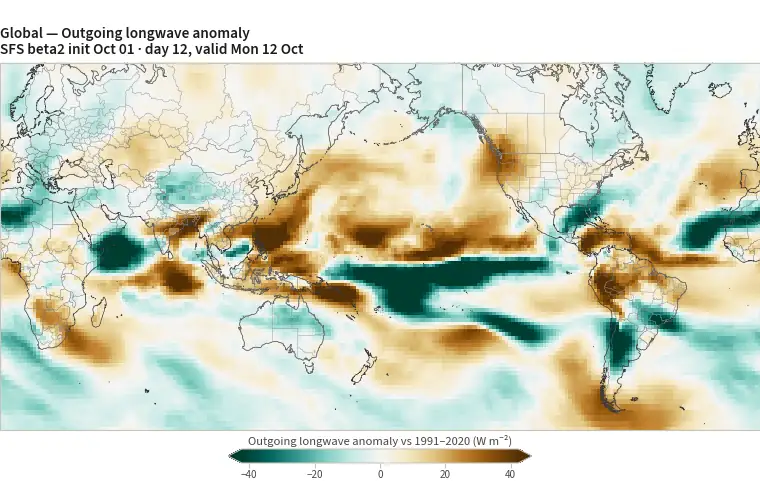 Global — Outgoing longwave anomaly
SFS beta2 init Oct 01 · day 12, valid Mon 12 Oct
Outgoing longwave anomaly vs 1991–2020 (W m⁻²)
−40 −20 0 20 40